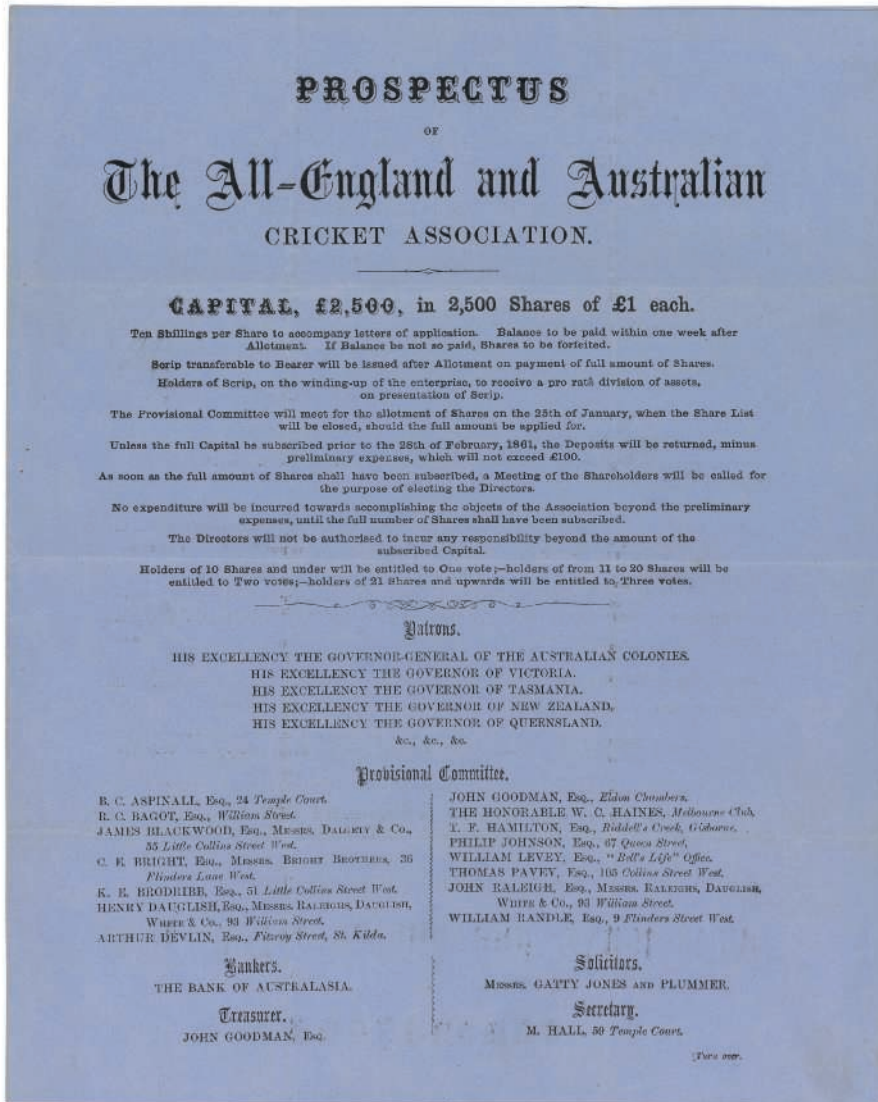 PROSPECTUS
OF
The All-England and Australian
CRICKET ASSOCIATION.
CAPITAL, £2,500, in 2,500 Shares of £1 each.
Ten Shillings per Share to accompany letters of application. Balance to be paid within one week after
Allotment. If Balance be not so paid, Shares to be forfeited.
Scrip transferable to Bearer will be issued after Allotment on payment of full amount of Shares.
Holders of Scrip, on the winding-up of the enterprise, to receive a pro ratâ division of assets,
on presentation of Scrip.
The Provisional Committee will meet for the allotment of Shares on the 25th of January, when the Share List
will be closed, should the full amount be applied for.
Unless the full Capital be subscribed prior to the 28th of February, 1861, the Deposits will be returned, minus
preliminary expenses, which will not exceed £100.
As soon as the full amount of Shares shall have been subscribed, a Meeting of the Shareholders will be called for
the purpose of electing the Directors.
No expenditure will be incurred towards accomplishing the objects of the Association beyond the preliminary
expenses, until the full number of Shares shall have been subscribed.
The Directors will not be authorised to incur any responsibility beyond the amount of the
subscribed Capital.
Holders of 10 Shares and under will be entitled to One vote;—holders of from 11 to 20 Shares will be
entitled to Two votes;—holders of 21 Shares and upwards will be entitled to Three votes.
Patrons.
HIS EXCELLENCY THE GOVERNOR-GENERAL OF THE AUSTRALIAN COLONIES.
HIS EXCELLENCY THE GOVERNOR OF VICTORIA.
HIS EXCELLENCY THE GOVERNOR OF TASMANIA.
HIS EXCELLENCY THE GOVERNOR OF NEW ZEALAND.
HIS EXCELLENCY THE GOVERNOR OF QUEENSLAND.
&c., &c., &c.
Provisional Committee.
B. C. ASPINALL, Esq., 24 Temple Court.
R. C. BAGOT, Esq., William Street.
JAMES BLACKWOOD, Esq., Messrs. Dalgety & Co.,
55 Little Collins Street West.
C. E. BRIGHT, Esq., Messrs. Bright Brothers, 26
Flinders Lane West.
K. E. BRODRIBB, Esq., 51 Little Collins Street West.
HENRY DAUGLISH, Esq., Messrs. Raleighs, Dauglish,
White & Co., 93 William Street.
ARTHUR DEVLIN, Esq., Fitzroy Street, St. Kilda.
JOHN GOODMAN, Esq., Eldon Chambers.
THE HONORABLE W. C. HAINES, Melbourne Club.
T. F. HAMILTON, Esq., Riddell's Creek, Gisborne.
PHILIP JOHNSON, Esq., 67 Queen Street.
WILLIAM LEVEY, Esq., "Bell's Life" Office.
THOMAS PAVEY, Esq., 105 Collins Street West.
JOHN RALEIGH, Esq., Messrs. Raleighs, Dauglish,
White & Co., 93 William Street.
WILLIAM RANDLE, Esq., 9 Flinders Street West.
Bankers.
THE BANK OF AUSTRALASIA.
Treasurer.
JOHN GOODMAN, Esq.
Solicitors.
Messrs. GATTY JONES and PLUMMER.
Secretary.
M. HALL, 50 Temple Court.
Turn over.